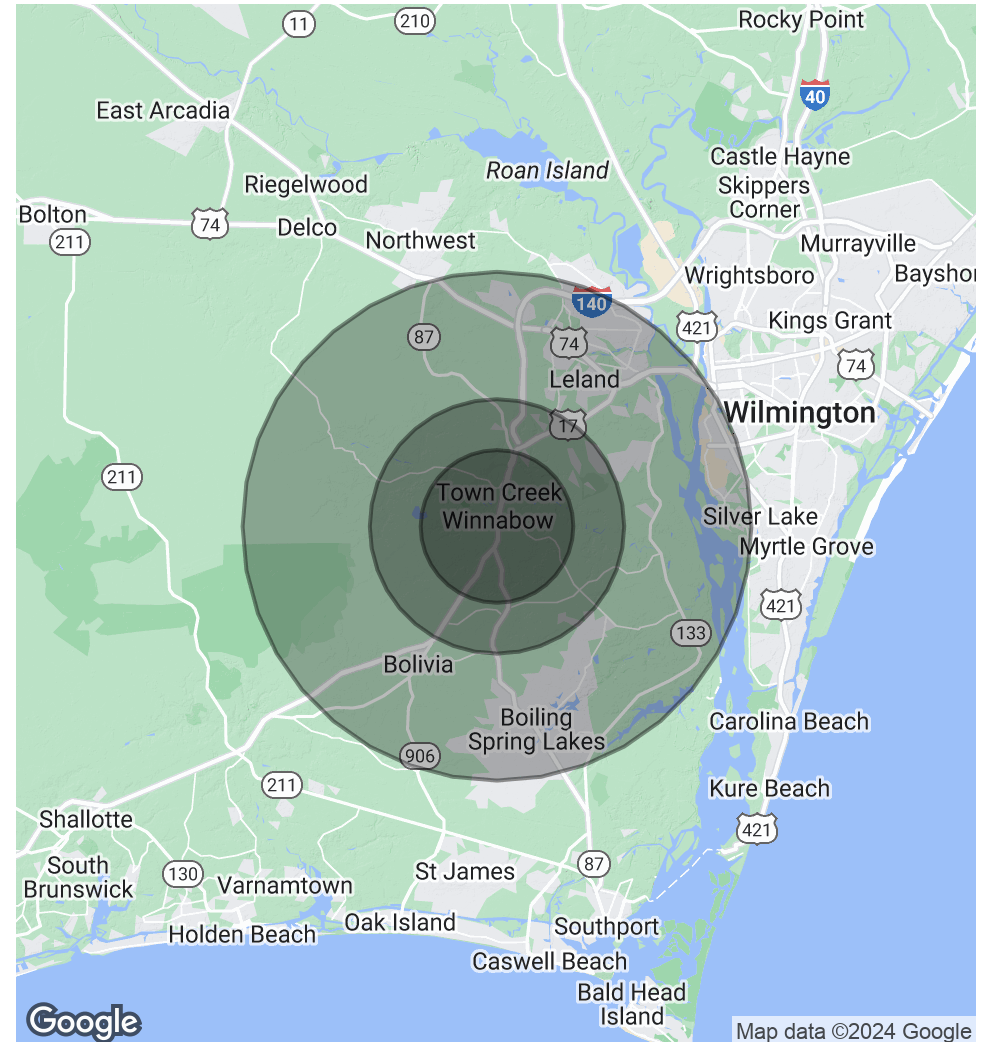 Rocky Point
11
210
40
East Arcadia
Castle Hayne
Roan Island
Riegelwood
Skippers
Corner
Bolton
74
Delco
211
Northwest
Murrayville
Wrightsboro
Bayshor
140
421
Kings Grant
87
74
74
Leland
17
Wilmington
211
Town Creek
Winnabow
Silver Lake
Myrtle Grove
421
133
Bolivia
Boiling
Spring Lakes
Carolina Beach
906
211
Kure Beach
Shallotte
421
South
Brunswick
130
Varnamtown
St James
87
Holden Beach
Oak Island
Southport
Caswell Beach
Bald Head
Island
Google
Map data ©2024 Google